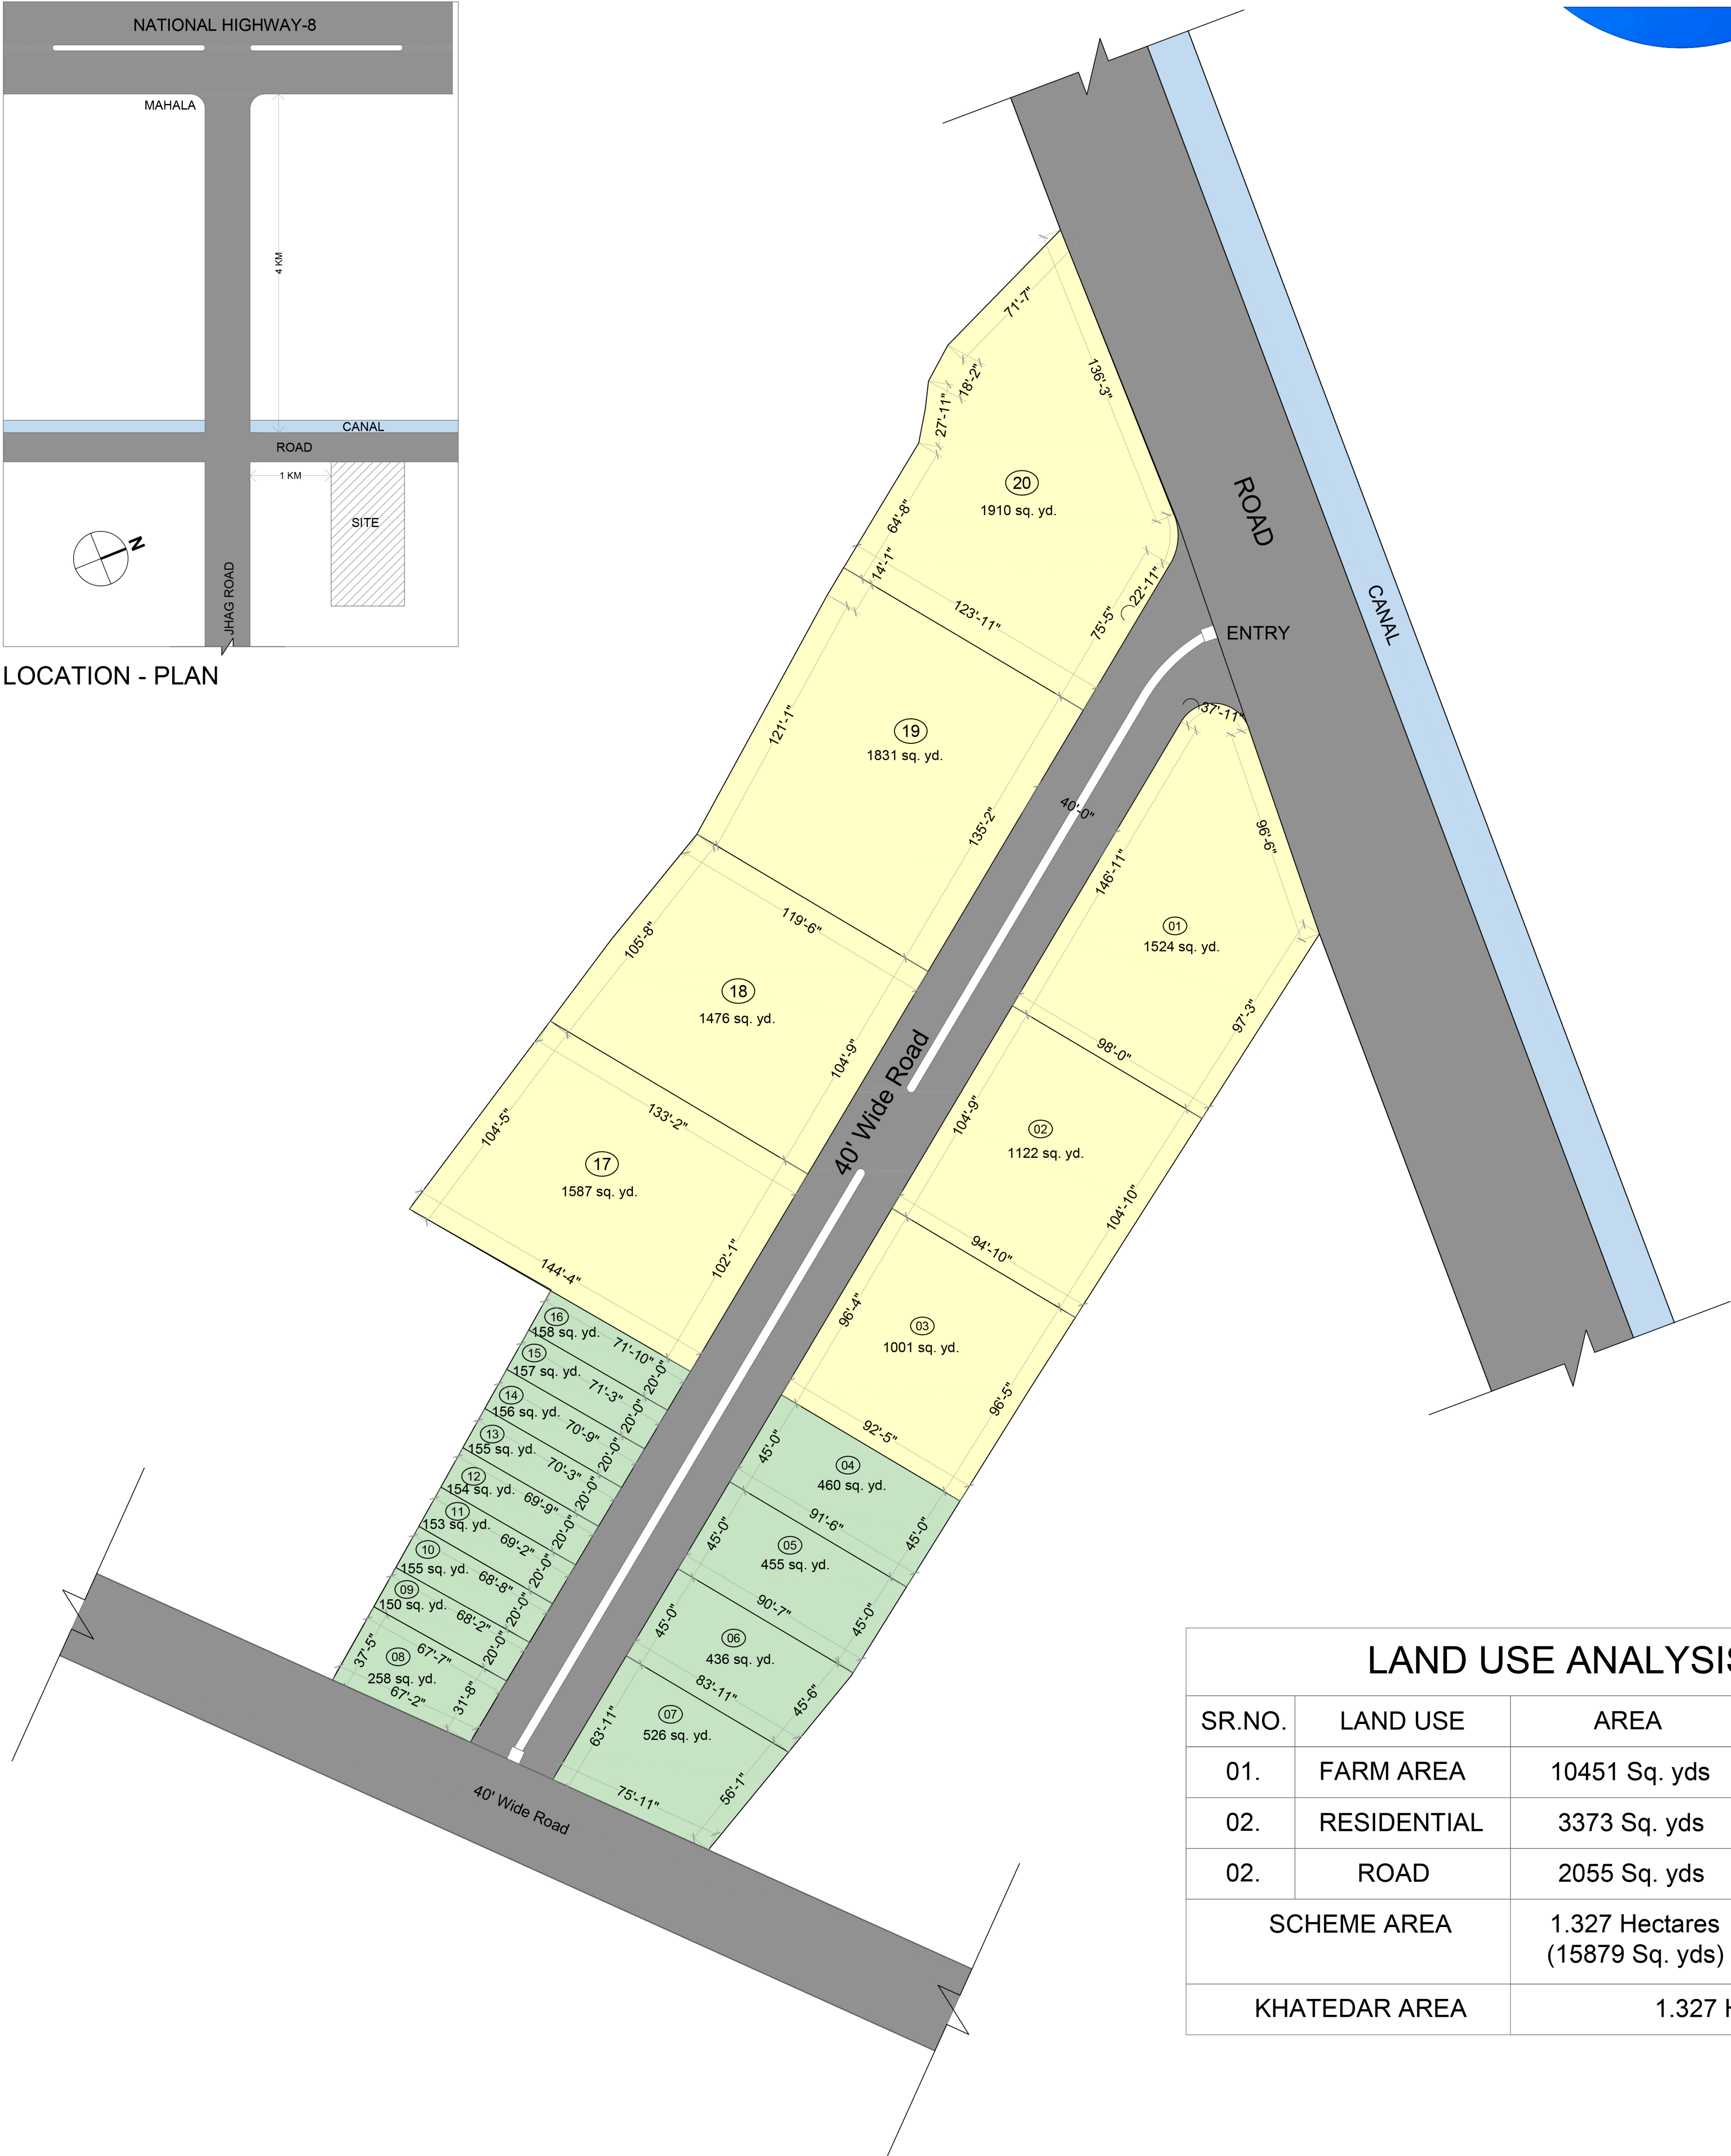 NATIONAL HIGHWAY-8
MAHALA
4 KM
CANAL
ROAD
1 KM
SITE
N
JHAG ROAD
LOCATION - PLAN
71'-7"
18'-2"
27'-11"
136'-3"
20
1910 sq. yd.
64'-8"
14'-1"
123'-11"
75'-5"
22'-11"
ROAD
CANAL
ENTRY
37'-11"
121'-1"
19
1831 sq. yd.
135'-2"
40'-0"
146'-11"
96'-6"
01
1524 sq. yd.
97'-3"
98'-0"
119'-6"
105'-8"
18
1476 sq. yd.
104'-9"
40' Wide Road
104'-9"
02
1122 sq. yd.
104'-10"
94'-10"
133'-2"
104'-5"
17
1587 sq. yd.
102'-1"
144'-4"
96'-4"
03
1001 sq. yd.
96'-5"
92'-5"
16
158 sq. yd.
71'-10"
20'-0"
15
157 sq. yd.
71'-3"
20'-0"
14
156 sq. yd.
70'-9"
20'-0"
13
155 sq. yd.
70'-3"
20'-0"
12
154 sq. yd.
69'-9"
20'-0"
11
153 sq. yd.
69'-2"
20'-0"
10
155 sq. yd.
68'-8"
20'-0"
09
150 sq. yd.
68'-2"
20'-0"
08
258 sq. yd.
37'-5"
67'-7"
67'-2"
31'-8"
45'-0"
04
460 sq. yd.
45'-0"
91'-6"
45'-0"
05
455 sq. yd.
45'-0"
90'-7"
45'-0"
06
436 sq. yd.
45'-6"
83'-11"
63'-11"
07
526 sq. yd.
56'-1"
75'-11"
40' Wide Road
LAND USE ANALYSIS
SR.NO. LAND USE AREA
01. FARM AREA 10451 Sq. yds
02. RESIDENTIAL 3373 Sq. yds
02. ROAD 2055 Sq. yds
SCHEME AREA 1.327 Hectares
(15879 Sq. yds)
KHATEDAR AREA 1.327 H